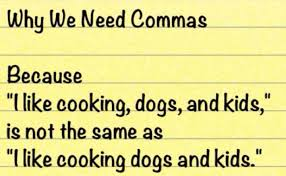 Why We Need Commas
Because
"I like cooking, dogs, and kids,"
is not the same as
"I like cooking dogs and kids."